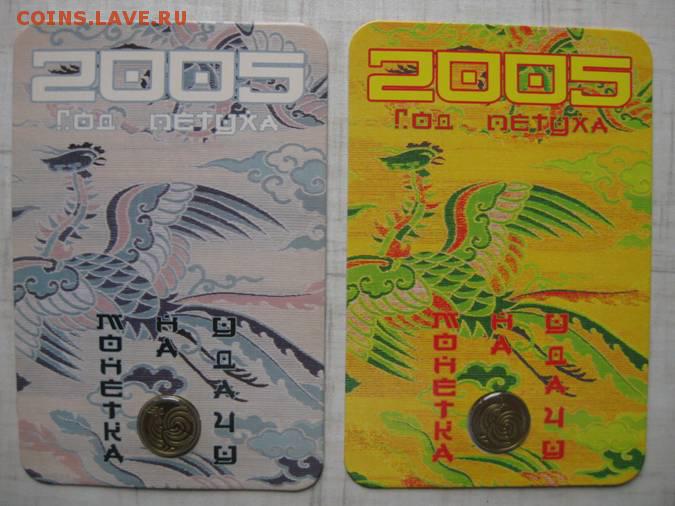 COINS.LAVE.RU
2005
ГОД ПЕТУХА
МОНЕТКА
НА
УДАЧУ
2005
ГОД ПЕТУХА
МОНЕТКА
НА
УДАЧУ